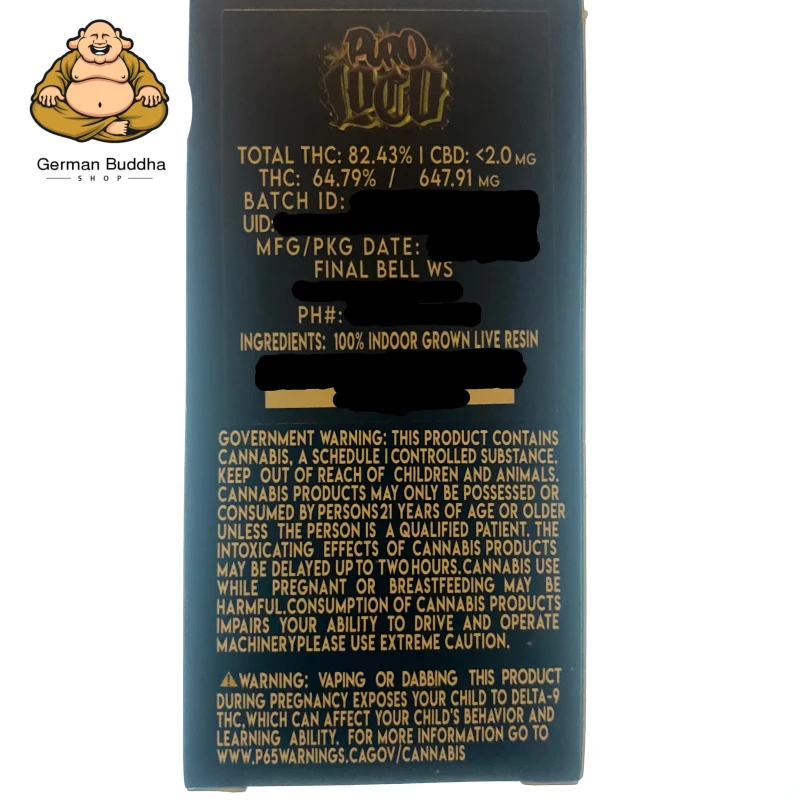 German Buddha
SHOP
PURO
LOCO
TOTAL THC: 82.43% | CBD: <2.0 MG
THC: 64.79% / 647.91 MG
BATCH ID:
UID:
MFG/PKG DATE:
FINAL BELL WS
PH#:
INGREDIENTS: 100% INDOOR GROWN LIVE RESIN
GOVERNMENT WARNING: THIS PRODUCT CONTAINS
CANNABIS, A SCHEDULE I CONTROLLED SUBSTANCE.
KEEP OUT OF REACH OF CHILDREN AND ANIMALS.
CANNABIS PRODUCTS MAY ONLY BE POSSESSED OR
CONSUMED BY PERSONS 21 YEARS OF AGE OR OLDER
UNLESS THE PERSON IS A QUALIFIED PATIENT. THE
INTOXICATING EFFECTS OF CANNABIS PRODUCTS
MAY BE DELAYED UP TO TWO HOURS. CANNABIS USE
WHILE PREGNANT OR BREASTFEEDING MAY BE
HARMFUL.CONSUMPTION OF CANNABIS PRODUCTS
IMPAIRS YOUR ABILITY TO DRIVE AND OPERATE
MACHINERYPLEASE USE EXTREME CAUTION.
⚠WARNING: VAPING OR DABBING THIS PRODUCT
DURING PREGNANCY EXPOSES YOUR CHILD TO DELTA-9
THC,WHICH CAN AFFECT YOUR CHILD'S BEHAVIOR AND
LEARNING ABILITY. FOR MORE INFORMATION GO TO
WWW.P65WARNINGS.CAGOV/CANNABIS